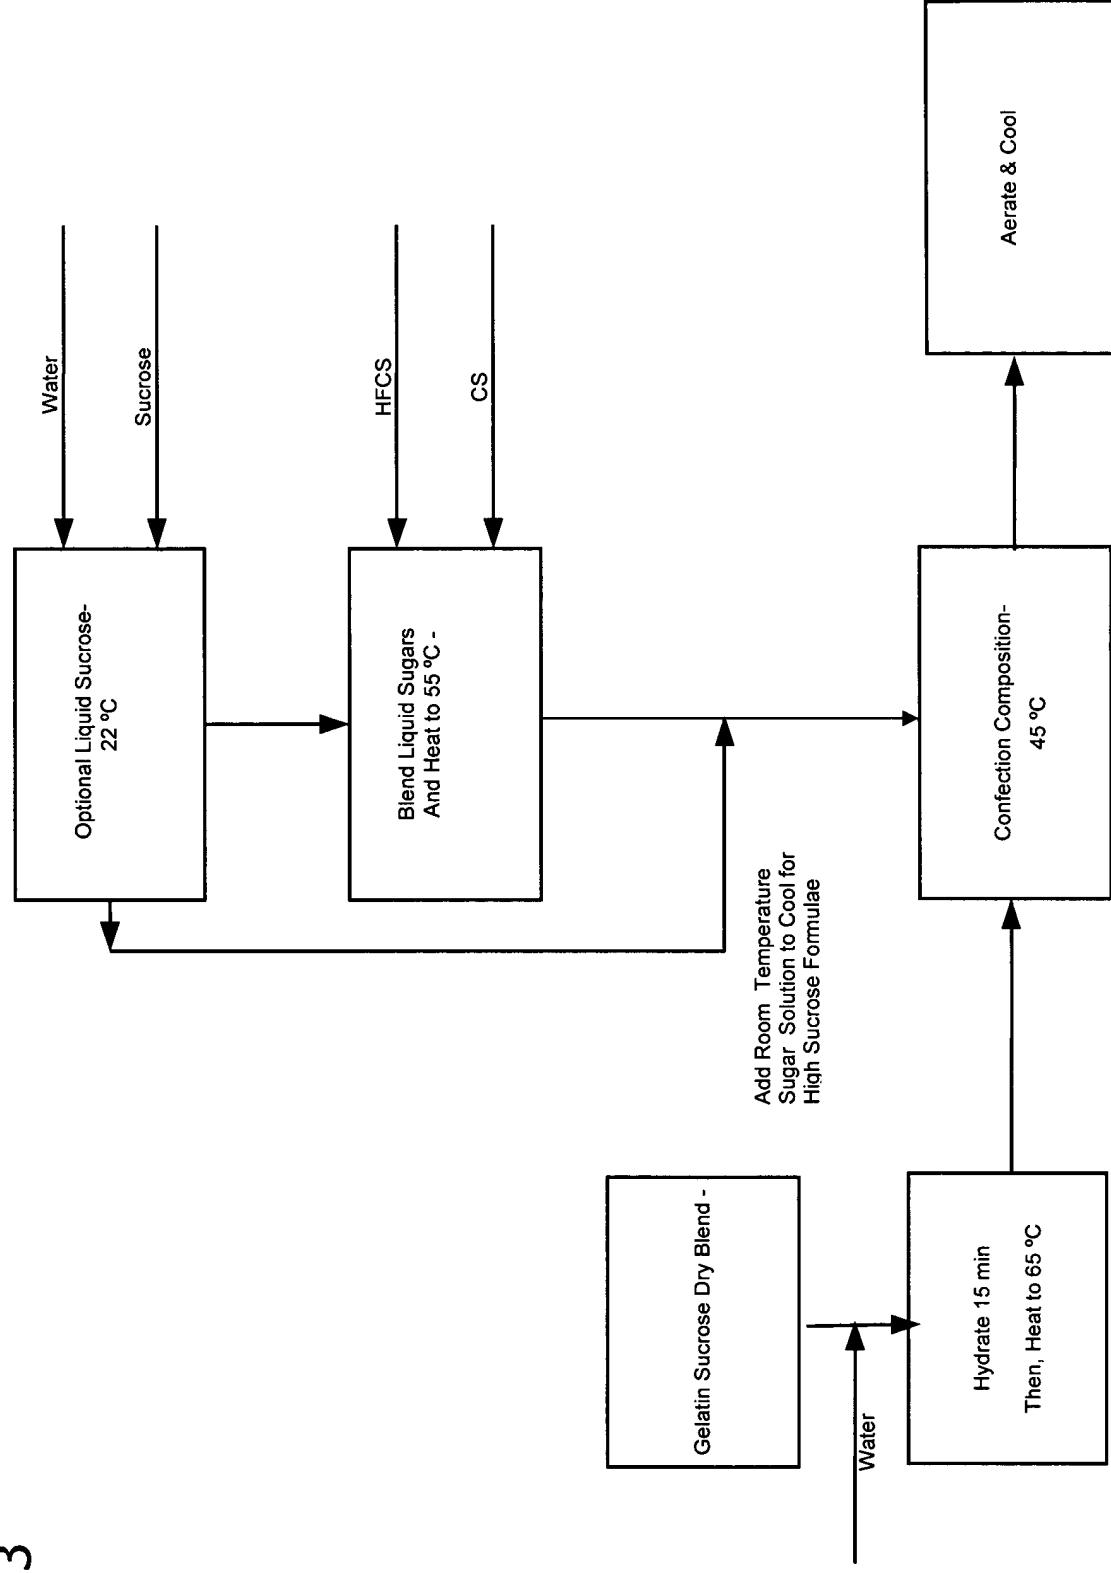 3
Water
Sucrose
Optional Liquid Sucrose-
22 ºC
HFCS
CS
Blend Liquid Sugars
And Heat to 55 ºC -
Add Room Temperature
Sugar Solution to Cool for
High Sucrose Formulae
Gelatin Sucrose Dry Blend -
Water
Hydrate 15 min
Then, Heat to 65 ºC
Confection Composition-
45 ºC
Aerate & Cool